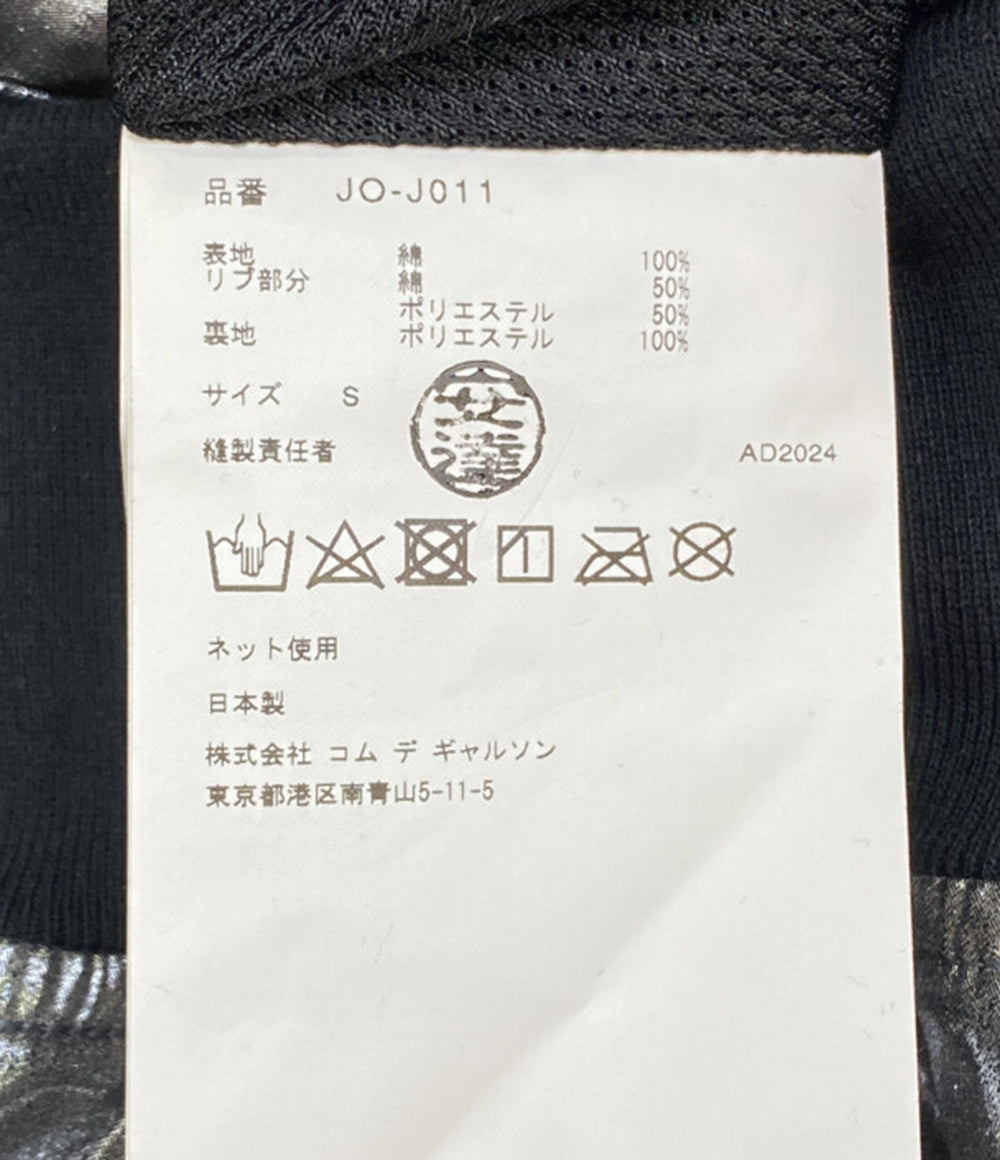 品番 JO-J011
表地 綿 100%
リブ部分 綿 50%
ポリエステル 50%
裏地 ポリエステル 100%
サイズ S
縫製責任者
AD2024
ネット使用
日本製
株式会社 コム デ ギャルソン
東京都港区南青山5-11-5